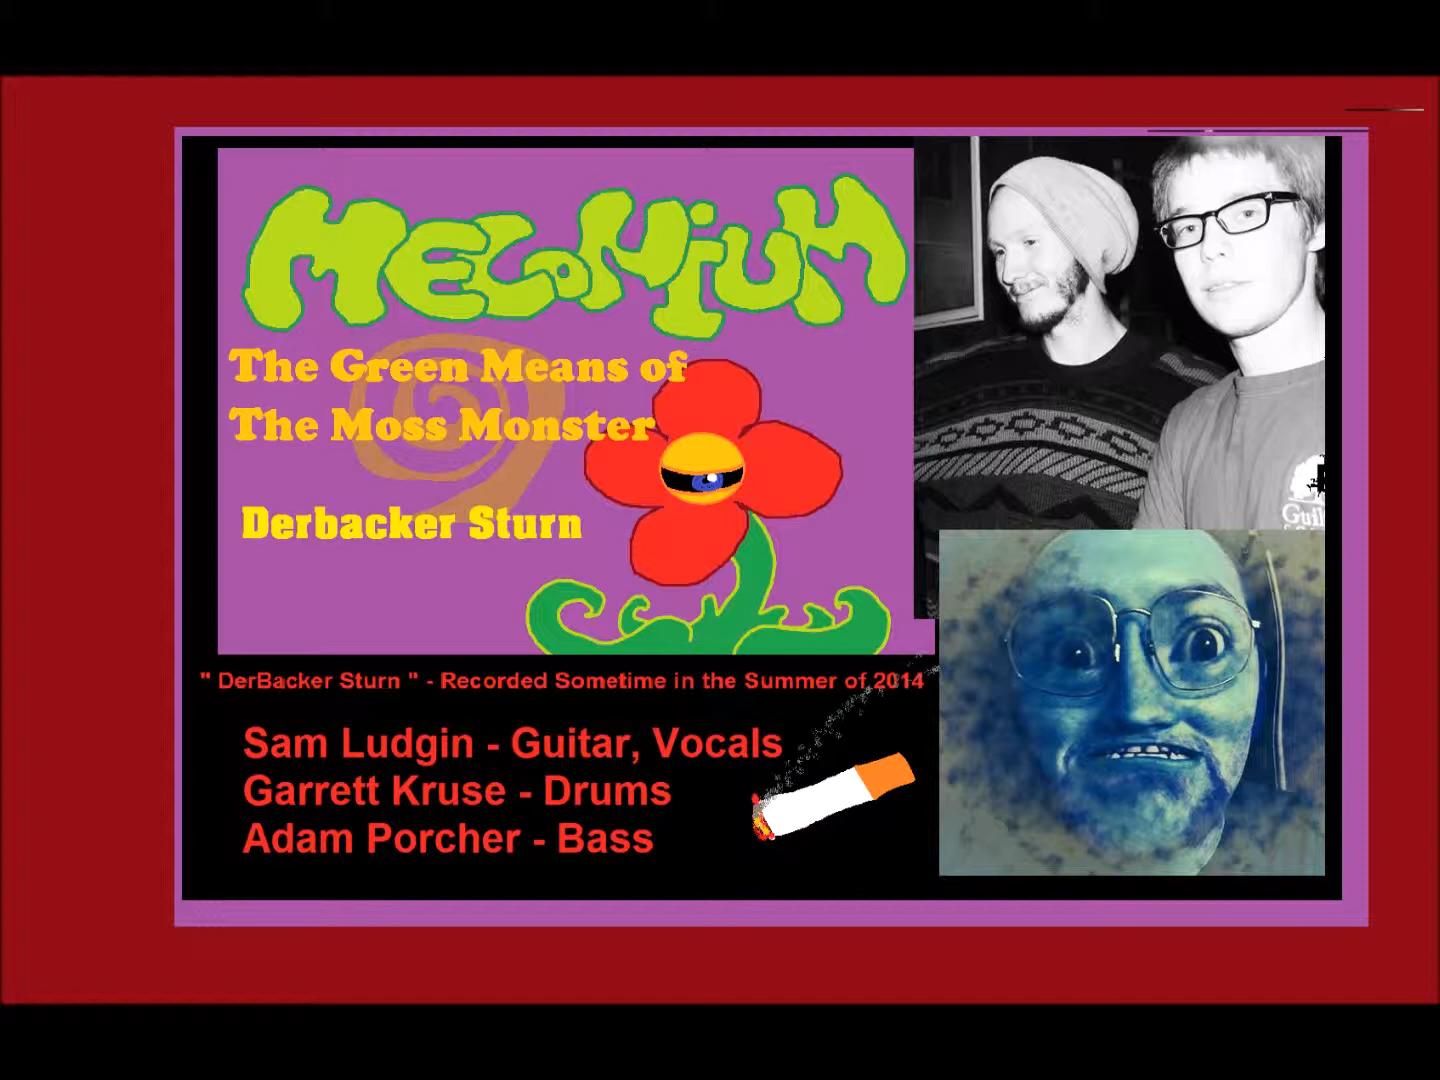 MELONiUM
The Green Means of
The Moss Monster
Derbacker Sturn
" DerBacker Sturn " - Recorded Sometime in the Summer of 2014
Sam Ludgin - Guitar, Vocals
Garrett Kruse - Drums
Adam Porcher - Bass